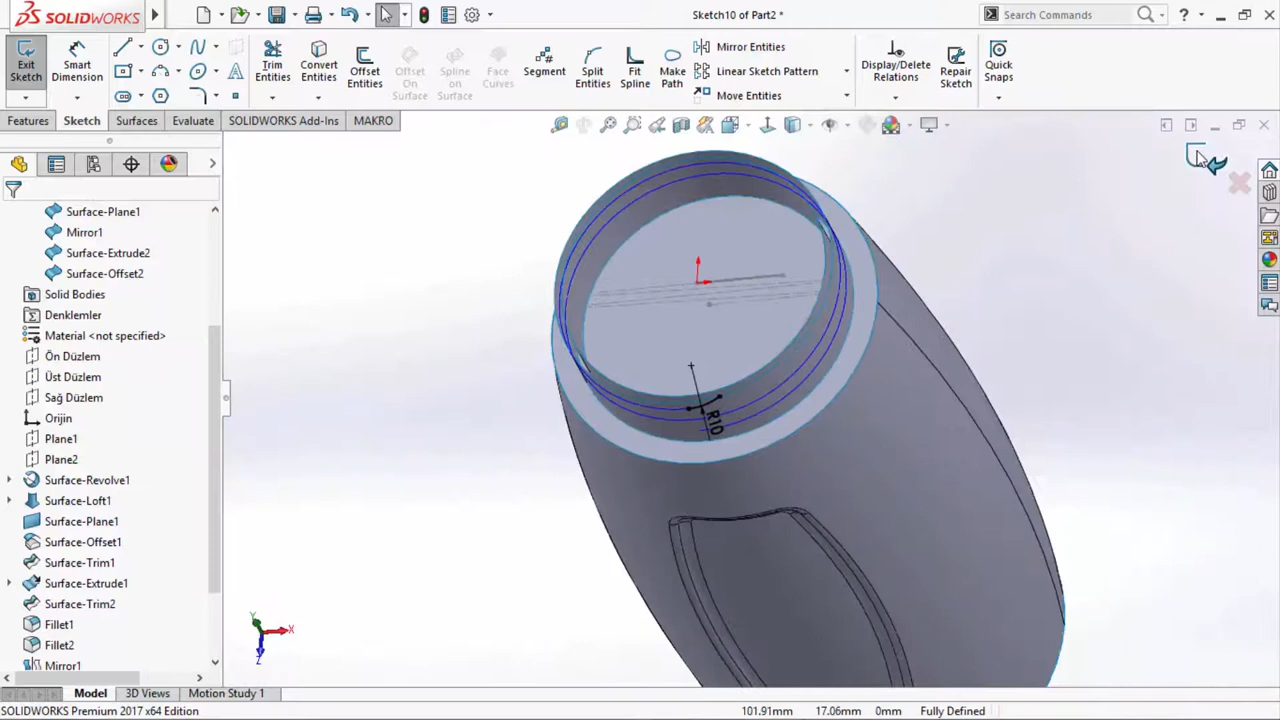 SOLIDWORKS
Sketch10 of Part2 *
Search Commands
Exit Sketch
Smart Dimension
Trim Entities
Convert Entities
Offset Entities
Offset On Surface
Spline on Surface
Face Curves
Segment
Split Entities
Fit Spline
Make Path
Mirror Entities
Linear Sketch Pattern
Move Entities
Display/Delete Relations
Repair Sketch
Quick Snaps
Features
Sketch
Surfaces
Evaluate
SOLIDWORKS Add-Ins
MAKRO
Surface-Plane1
Mirror1
Surface-Extrude2
Surface-Offset2
Solid Bodies
Denklemler
Material <not specified>
Ön Düzlem
Üst Düzlem
Sağ Düzlem
Orijin
Plane1
Plane2
Surface-Revolve1
Surface-Loft1
Surface-Plane1
Surface-Offset1
Surface-Trim1
Surface-Extrude1
Surface-Trim2
Fillet1
Fillet2
Mirror1
R10
Y
X
Z
Model
3D Views
Motion Study 1
SOLIDWORKS Premium 2017 x64 Edition
101.91mm
17.06mm
0mm
Fully Defined